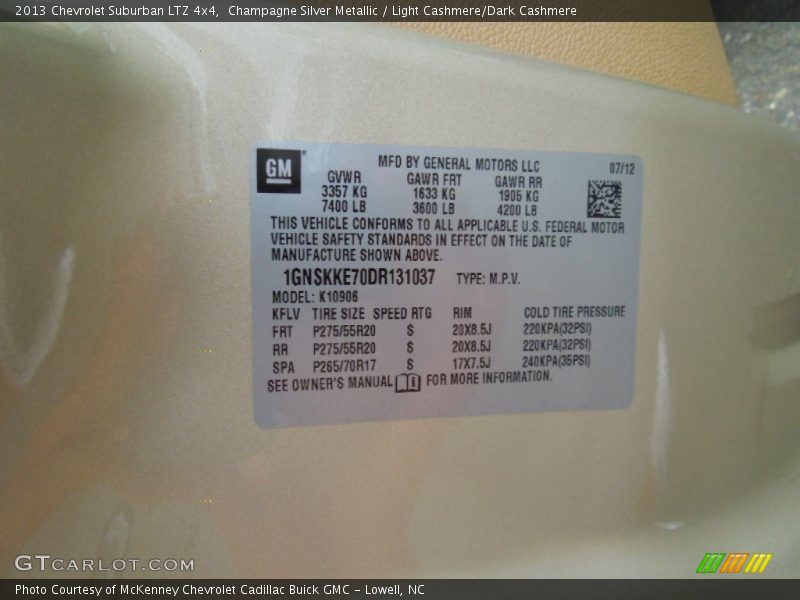 2013 Chevrolet Suburban LTZ 4x4,  Champagne Silver Metallic / Light Cashmere/Dark Cashmere
GM
MFD BY GENERAL MOTORS LLC 07/12
GVWR GAWR FRT GAWR RR
3357 KG 1633 KG 1905 KG
7400 LB 3600 LB 4200 LB
THIS VEHICLE CONFORMS TO ALL APPLICABLE U.S. FEDERAL MOTOR
VEHICLE SAFETY STANDARDS IN EFFECT ON THE DATE OF
MANUFACTURE SHOWN ABOVE.
1GNSKKE70DR131037 TYPE: M.P.V.
MODEL: K10906
KFLV TIRE SIZE SPEED RTG RIM COLD TIRE PRESSURE
FRT P275/55R20 S 20X8.5J 220KPA(32PSI)
RR P275/55R20 S 20X8.5J 220KPA(32PSI)
SPA P265/70R17 S 17X7.5J 240KPA(35PSI)
SEE OWNER'S MANUAL FOR MORE INFORMATION.
GTCARLOT.COM
Photo Courtesy of McKenney Chevrolet Cadillac Buick GMC - Lowell, NC